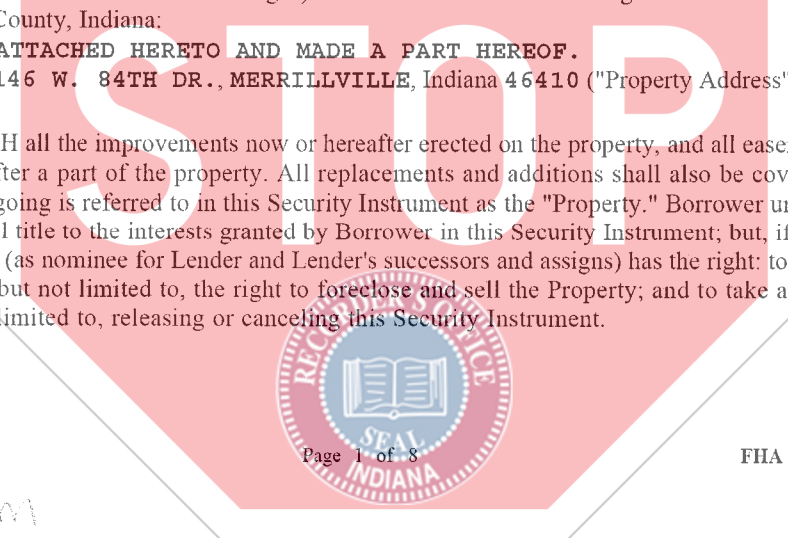 County, Indiana:
ATTACHED HERETO AND MADE A PART HEREOF.
146 W. 84TH DR., MERRILLVILLE, Indiana 46410 ("Property Address"
H all the improvements now or hereafter erected on the property, and all
fter a part of the property. All replacements and additions shall also be
going is referred to in this Security Instrument as the "Property." Borrower
l title to the interests granted by Borrower in this Security Instrument; but, if
(as nominee for Lender and Lender's successors and assigns) has the right: to
but not limited to, the right to foreclose and sell the Property; and to take a
limited to, releasing or canceling this Security Instrument.
STOP
RECORDER'S OFFICE
SEAL
INDIANA
Page 1 of 8
FHA